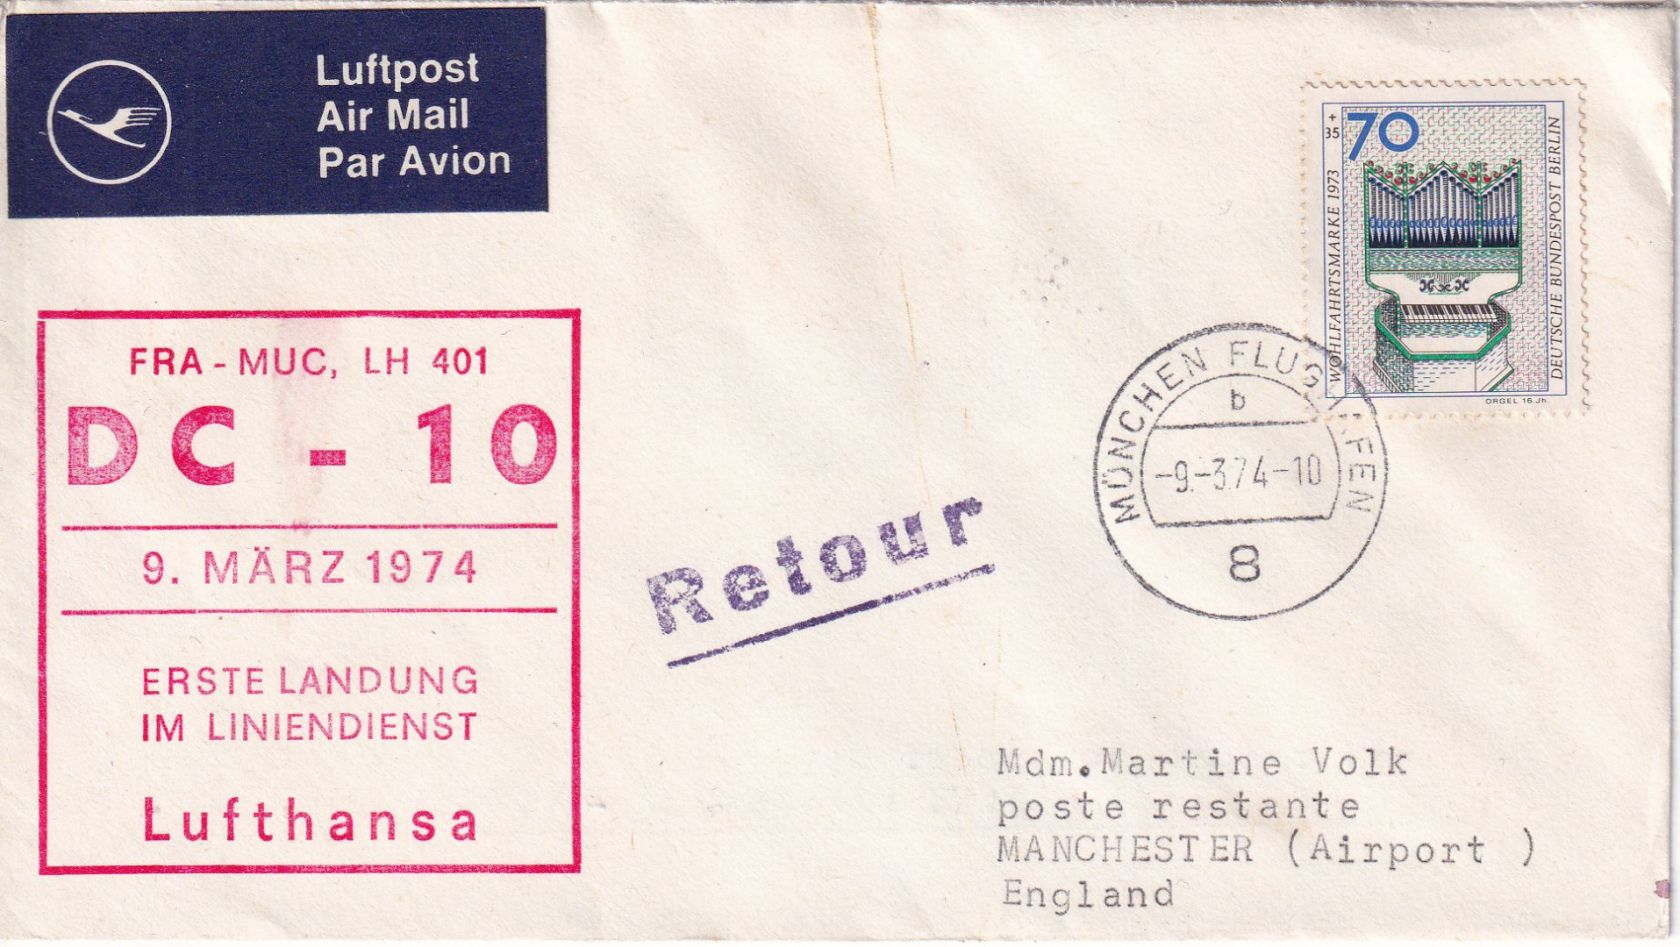 Luftpost
Air Mail
Par Avion
+
35
70
WOHLFAHRTSMARKE 1973
DEUTSCHE BUNDESPOST BERLIN
ORGEL 16.Jh.
FRA - MUC, LH 401
DC - 10
9. MÄRZ 1974
ERSTE LANDUNG
IM LINIENDIENST
Lufthansa
Retour
MÜNCHEN FLUGHAFEN
b
-9.-3.74-10
8
Mdm.Martine Volk
poste restante
MANCHESTER (Airport )
England